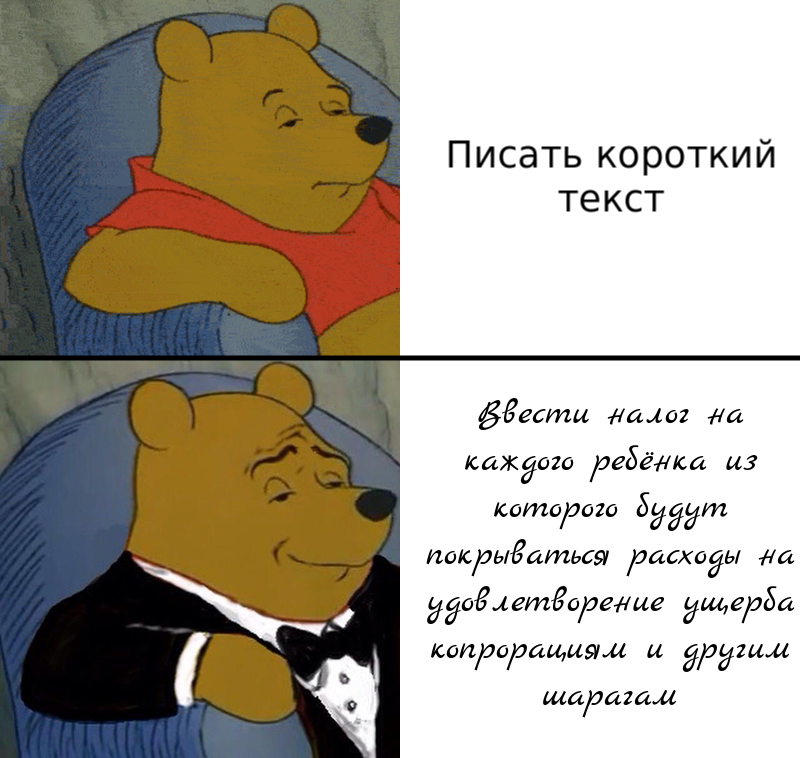 Писать короткий
текст
Ввести налог на
каждого ребёнка из
которого будут
покрываться расходы на
удовлетворение ущерба
копрорациям и другим
шарагам